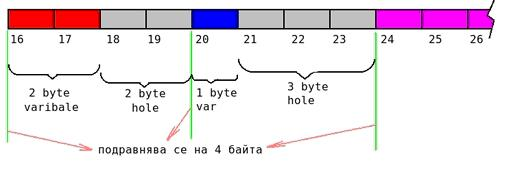 16 17 18 19 20 21 22 23 24 25 26
2 byte
varibale
2 byte
hole
1 byte
var
3 byte
hole
подравнява се на 4 байта